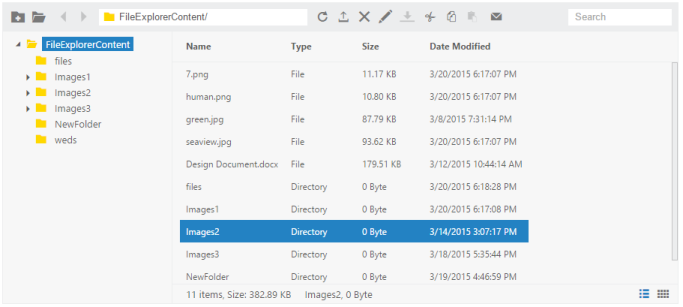 FileExplorerContent/
Search
FileExplorerContent
files
Images1
Images2
Images3
NewFolder
weds
Name Type Size Date Modified
7.png File 11.17 KB 3/20/2015 6:17:07 PM
human.png File 10.80 KB 3/20/2015 6:17:07 PM
green.jpg File 87.79 KB 3/8/2015 7:31:14 PM
seaview.jpg File 93.62 KB 3/20/2015 6:17:07 PM
Design Document.docx File 179.51 KB 3/12/2015 10:44:14 AM
files Directory 0 Byte 3/20/2015 6:18:28 PM
Images1 Directory 0 Byte 3/20/2015 6:17:08 PM
Images2 Directory 0 Byte 3/14/2015 3:07:17 PM
Images3 Directory 0 Byte 3/18/2015 5:35:44 PM
NewFolder Directory 0 Byte 3/19/2015 4:46:59 PM
11 items, Size: 382.89 KB Images2, 0 Byte